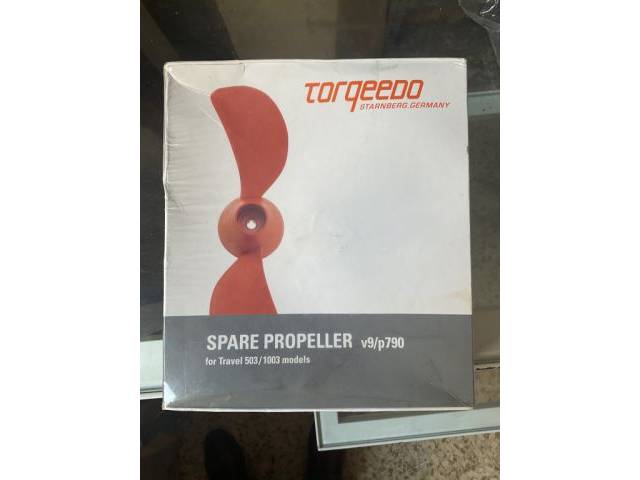 torqeedo
STARNBERG.GERMANY
SPARE PROPELLER v9/p790
for Travel 503/1003 models